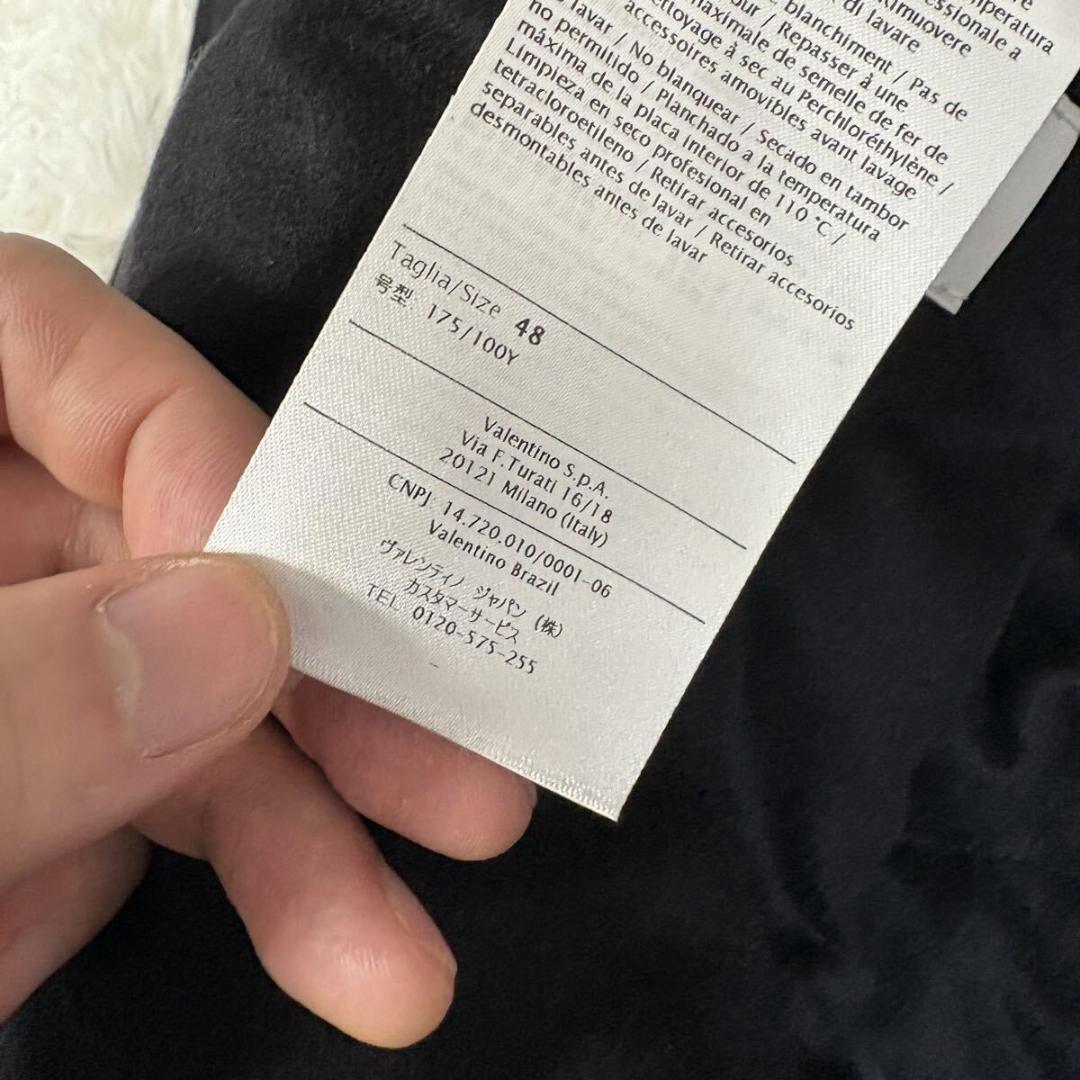 essionale a
Rimuovere
di lavare
blanchiment / Pas de
/ Repasser à une
maximale de semelle de fer de
nettoyage à sec au Perchloréthylène /
accessoires amovibles avant lavage
lavar / No blanquear / Secado en tambor
no permitido / Planchado a la temperatura
máxima de la placa interior de 110 °C /
Limpieza en seco profesional en
tetracloroetileno / Retirar accesorios
separables antes de lavar / Retirar accesorios
desmontables antes de lavar
Taglia/Size 48
号型: 175/100Y
Valentino S.p.A.
Via F.Turati 16/18
20121 Milano (Italy)
CNPJ 14.720.010/0001-06
Valentino Brazil
ヴァレンティノ ジャパン (株)
カスタマーサービス
TEL 0120-575-255